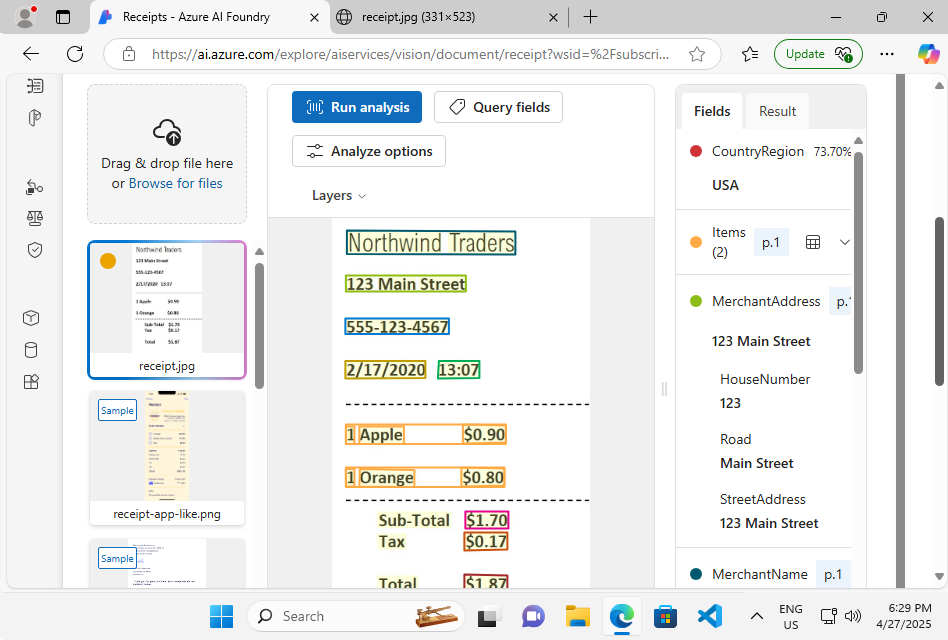 Receipts - Azure AI Foundry
receipt.jpg (331×523)
https://ai.azure.com/explore/aiservices/vision/document/receipt?wsid=%2Fsubscri...
Update
Drag & drop file here
or Browse for files
Run analysis
Query fields
Analyze options
Layers
Northwind Traders
123 Main Street
555-123-4567
2/17/2020 13:07
1 Apple $0.90
1 Orange $0.80
Sub-Total $1.70
Tax $0.17
Total $1.87
Northwind Traders
123 Main Street
555-123-4567
2/17/2020 13:07
1 Apple $0.90
1 Orange $0.80
Sub-Total $1.70
Tax $0.17
Total $1.87
receipt.jpg
Sample
receipt-app-like.png
Sample
Fields
Result
CountryRegion 73.70%
USA
Items
(2)
p.1
MerchantAddress p.1
123 Main Street
HouseNumber
123
Road
Main Street
StreetAddress
123 Main Street
MerchantName p.1
Search
ENG
US
6:29 PM
4/27/2025